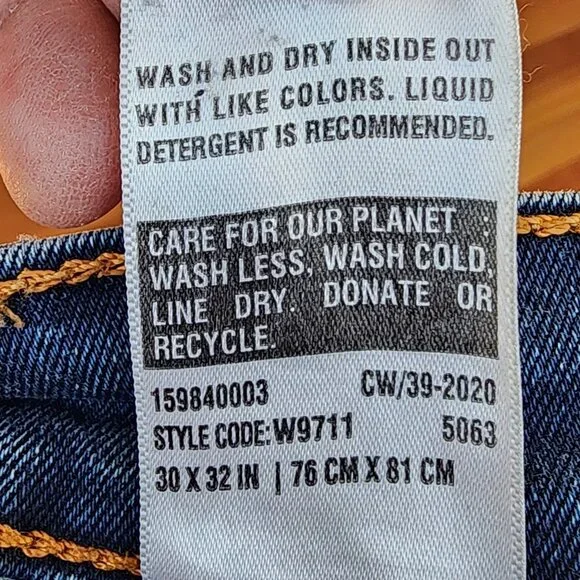 WASH AND DRY INSIDE OUT
WITH LIKE COLORS. LIQUID
DETERGENT IS RECOMMENDED.
CARE FOR OUR PLANET :
WASH LESS, WASH COLD,
LINE DRY. DONATE OR
RECYCLE.
159840003 CW/39-2020
STYLE CODE:W9711 5063
30 X 32 IN | 76 CM X 81 CM